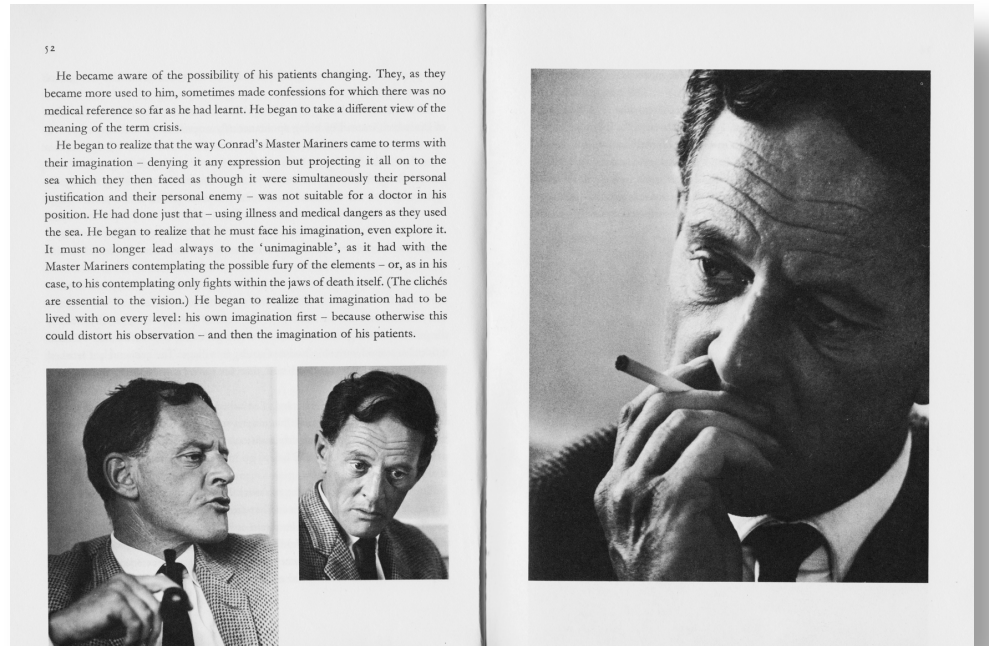 52
He became aware of the possibility of his patients changing. They, as they
became more used to him, sometimes made confessions for which there was no
medical reference so far as he had learnt. He began to take a different view of the
meaning of the term crisis.
He began to realize that the way Conrad's Master Mariners came to terms with
their imagination – denying it any expression but projecting it all on to the
sea which they then faced as though it were simultaneously their personal
justification and their personal enemy – was not suitable for a doctor in his
position. He had done just that – using illness and medical dangers as they used
the sea. He began to realize that he must face his imagination, even explore it.
It must no longer lead always to the ‘unimaginable’, as it had with the
Master Mariners contemplating the possible fury of the elements – or, as in his
case, to his contemplating only fights within the jaws of death itself. (The clichés
are essential to the vision.) He began to realize that imagination had to be
lived with on every level: his own imagination first – because otherwise this
could distort his observation – and then the imagination of his patients.